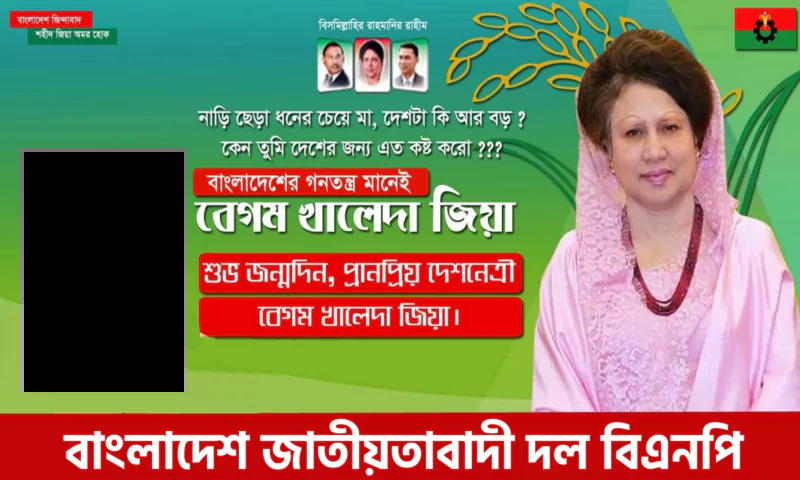 বাংলাদেশ জিন্দাবাদ
শহীদ জিয়া অমর হোক
বিসমিল্লাহির রাহমানির রাহীম
নাড়ি ছেড়া ধনের চেয়ে মা, দেশটা কি আর বড় ?
কেন তুমি দেশের জন্য এত কষ্ট করো ???
বাংলাদেশের গনতন্ত্র মানেই
বেগম খালেদা জিয়া
শুভ জন্মদিন, প্রানপ্রিয় দেশনেত্রী
বেগম খালেদা জিয়া।
বাংলাদেশ জাতীয়তাবাদী দল বিএনপি